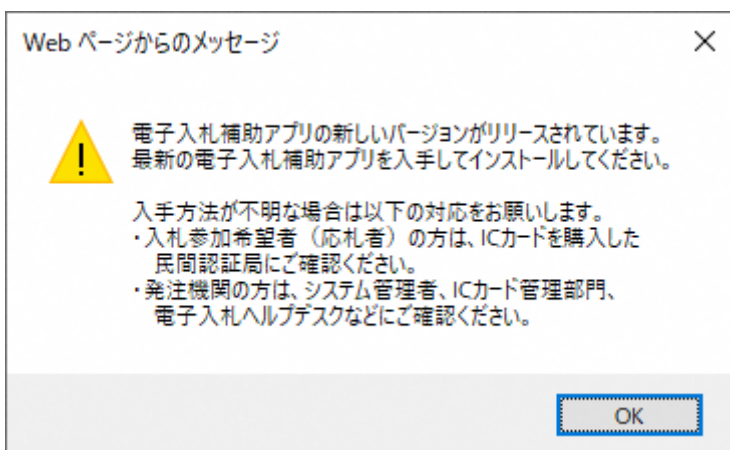 Web ページからのメッセージ
電子入札補助アプリの新しいバージョンがリリースされています。
最新の電子入札補助アプリを入手してインストールしてください。
入手方法が不明な場合は以下の対応をお願いします。
・入札参加希望者（応札者）の方は、ICカードを購入した
民間認証局にご確認ください。
・発注機関の方は、システム管理者、ICカード管理部門、
電子入札ヘルプデスクなどにご確認ください。
OK